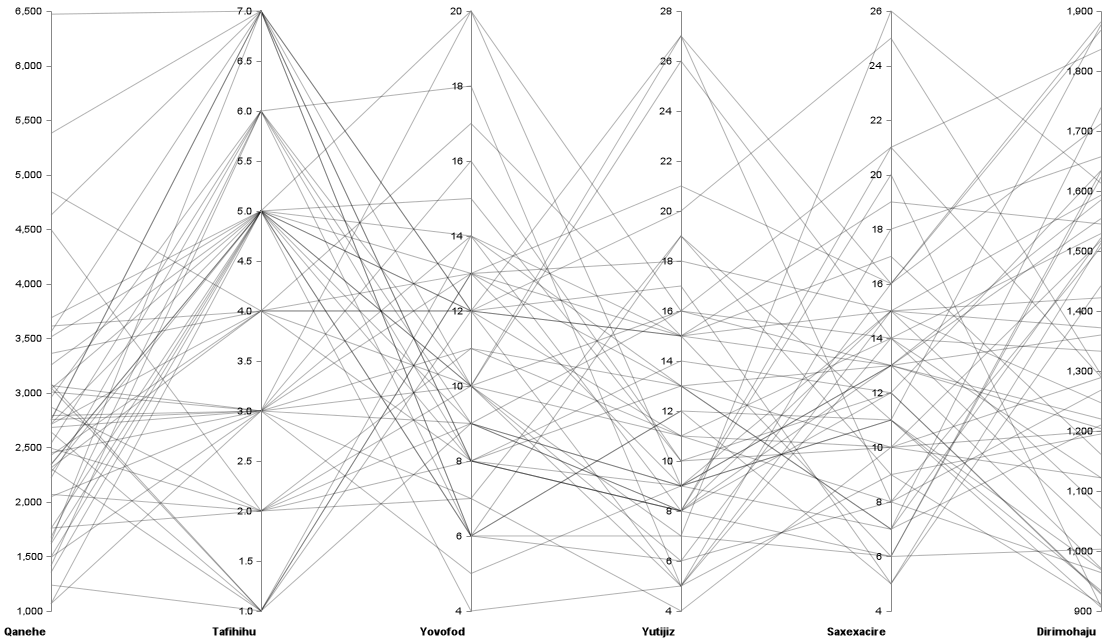 6,500 7.0 20 28 26 1,900
6,000 6.5 18 26 24 1,800
5,500 6.0 16 24 22 1,700
5,000 5.5 14 22 20 1,600
4,500 5.0 12 20 18 1,500
4,000 4.5 10 18 16 1,400
3,500 4.0 8 16 14 1,300
3,000 3.5 6 14 12 1,200
2,500 3.0 4 12 10 1,100
2,000 2.5 10 8 1,000
1,500 2.0 8 6 900
1,000 1.5 6 4
1.0 4
Qanehe Tafihihu Yovofod Yutijiz Saxexacire Dirimohaju